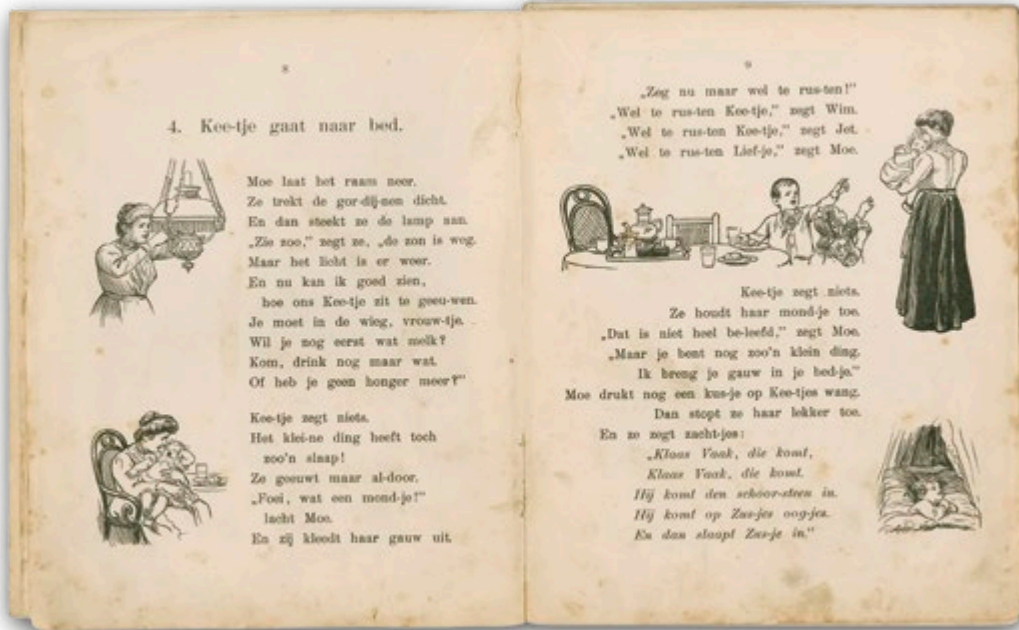 8
4. Kee-tje gaat naar bed.
Moe laat het raam neer.
Ze trekt de gor-dij-nen dicht.
En dan steekt ze de lamp aan.
„Zie zoo,” zegt ze, „de zon is weg.
Maar het licht is er weer.
En nu kan ik goed zien,
hoe ons Kee-tje zit te geeu-wen.
Je moet in de wieg, vrouw-tje.
Wil je nog eerst wat melk?
Kom, drink nog maar wat.
Of heb je geen honger meer?”
Kee-tje zegt niets.
Het klei-ne ding heeft toch
zoo'n slaap!
Ze geeuwt maar al-door.
„Foei, wat een mond-je!”
lacht Moe.
En zij kleedt haar gauw uit.
9
„Zeg nu maar wel te rus-ten!”
„Wel te rus-ten Kee-tje,” zegt Wim.
„Wel te rus-ten Kee-tje,” zegt Jet.
„Wel te rus-ten Lief-je,” zegt Moe.
Kee-tje zegt niets.
Ze houdt haar mond-je toe.
„Dat is niet heel be-leefd,” zegt Moe.
„Maar je bent nog zoo'n klein ding.
Ik breng je gauw in je bed-je.”
Moe drukt nog een kus-je op Kee-tjes wang.
Dan stopt ze haar lekker toe.
En ze zegt zacht-jes:
„Klaas Vaak, die komt,
Klaas Vaak, die komt.
Hij komt den schoor-steen in.
Hij komt op Zus-jes oog-jes.
En dan slaapt Zus-je in.”